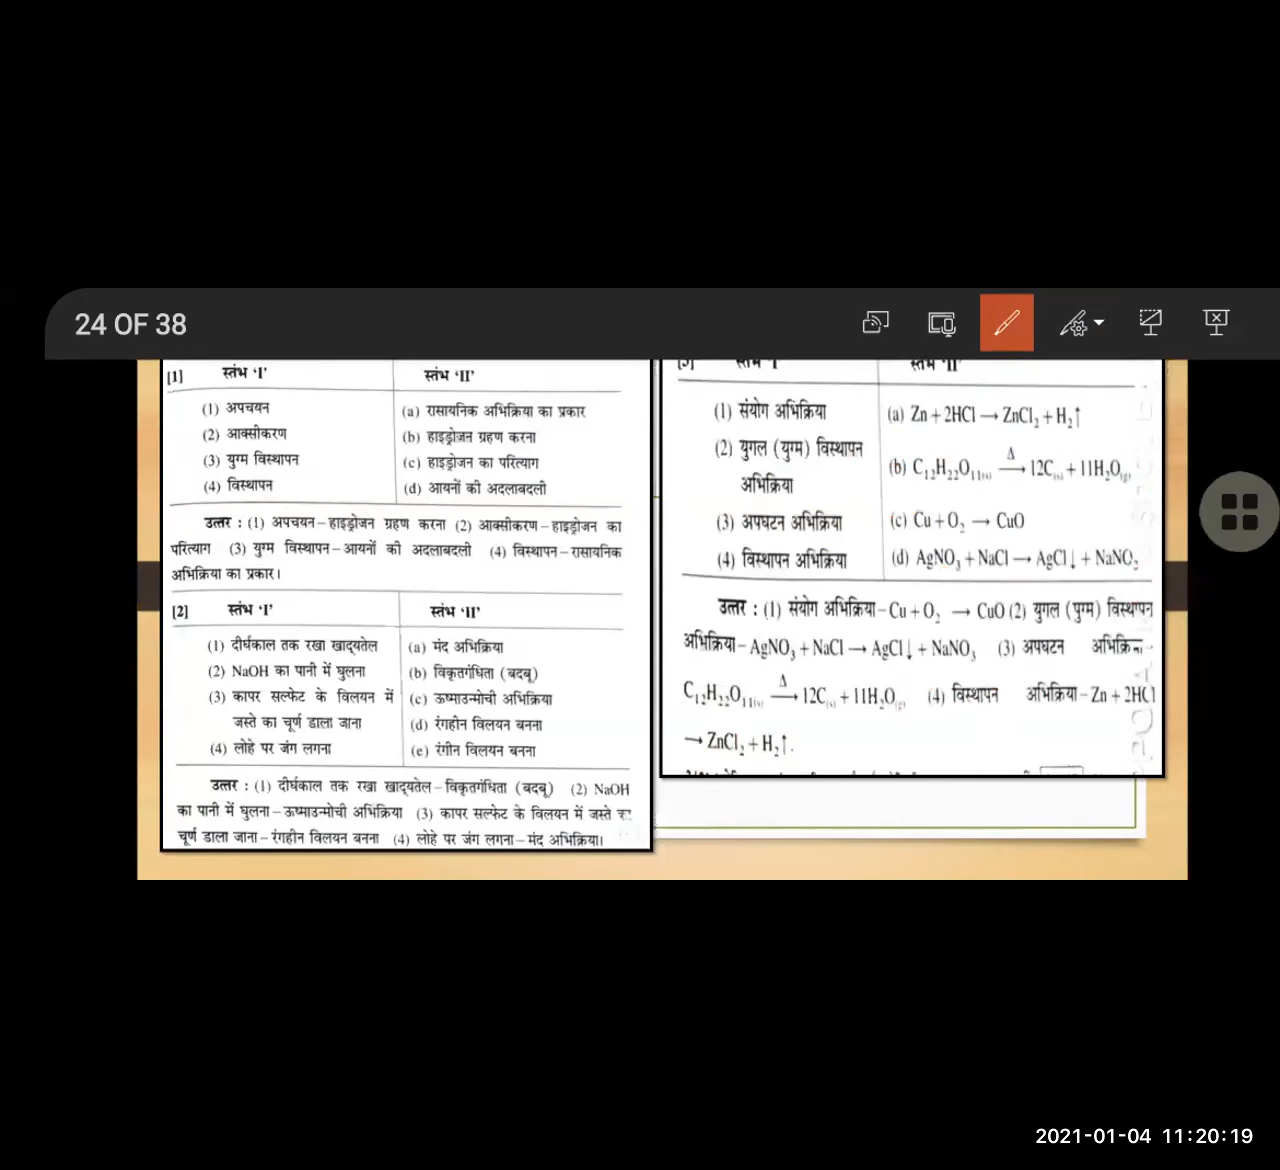 24 OF 38
[1] स्तंभ 'I' स्तंभ 'II'
(1) अपचयन (a) रासायनिक अभिक्रिया का प्रकार
(2) आक्सीकरण (b) हाइड्रोजन ग्रहण करना
(3) युग्म विस्थापन (c) हाइड्रोजन का परित्याग
(4) विस्थापन (d) आयनों की अदलाबदली
उत्तर : (1) अपचयन – हाइड्रोजन ग्रहण करना (2) आक्सीकरण – हाइड्रोजन का
परित्याग (3) युग्म विस्थापन – आयनों की अदलाबदली (4) विस्थापन – रासायनिक
अभिक्रिया का प्रकार।
[2] स्तंभ 'I' स्तंभ 'II'
(1) दीर्घकाल तक रखा खाद्यतेल (a) मंद अभिक्रिया
(2) NaOH का पानी में घुलना (b) विकृतगंधिता (बदबू)
(3) कापर सल्फेट के विलयन में (c) ऊष्माउन्मोची अभिक्रिया
जस्ते का चूर्ण डाला जाना (d) रंगहीन विलयन बनना
(4) लोहे पर जंग लगना (e) रंगीन विलयन बनना
उत्तर : (1) दीर्घकाल तक रखा खाद्यतेल – विकृतगंधिता (बदबू) (2) NaOH
का पानी में घुलना – ऊष्माउन्मोची अभिक्रिया (3) कापर सल्फेट के विलयन में जस्ते का
चूर्ण डाला जाना – रंगहीन विलयन बनना (4) लोहे पर जंग लगना – मंद अभिक्रिया।
स्तंभ 'I' स्तंभ 'II'
(1) संयोग अभिक्रिया (a) Zn + 2HCl → ZnCl₂ + H₂↑
(2) युगल (युग्म) विस्थापन (b) C₁₂H₂₂O₁₁₍ₛ₎ —Δ→ 12C₍ₛ₎ + 11H₂O₍g₎
अभिक्रिया
(3) अपघटन अभिक्रिया (c) Cu + O₂ → CuO
(4) विस्थापन अभिक्रिया (d) AgNO₃ + NaCl → AgCl↓ + NaNO₂
उत्तर : (1) संयोग अभिक्रिया – Cu + O₂ → CuO (2) युगल (युग्म) विस्थापन
अभिक्रिया – AgNO₃ + NaCl → AgCl↓ + NaNO₃ (3) अपघटन
C₁₂H₂₂O₁₁₍ₛ₎ —Δ→ 12C₍ₛ₎ + 11H₂O₍g₎ (4) विस्थापन अभिक्रिया – Zn + 2HCl
→ ZnCl₂ + H₂↑.
2021-01-04 11:20:19